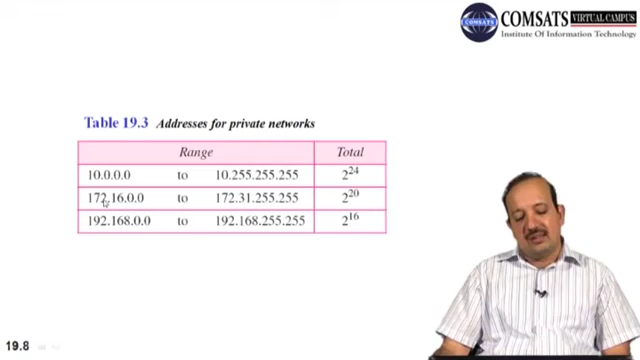 COMSATS VIRTUAL CAMPUS
Institute Of Information Technology
Table 19.3 Addresses for private networks
Range Total
10.0.0.0 to 10.255.255.255 2^24
172.16.0.0 to 172.31.255.255 2^20
192.168.0.0 to 192.168.255.255 2^16
19.8